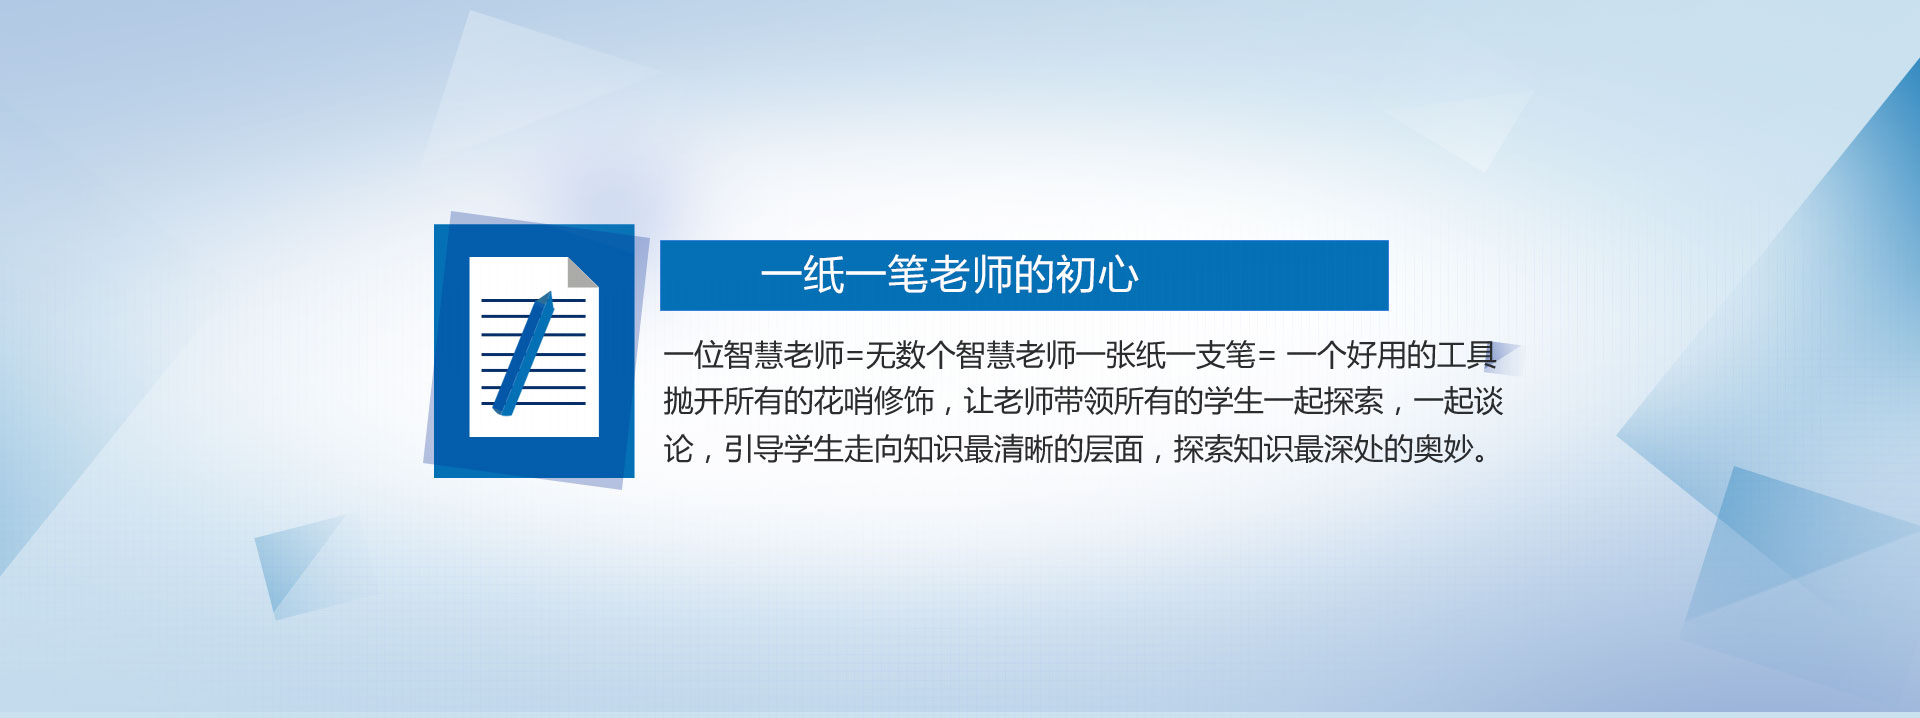 一纸一笔老师的初心
一位智慧老师=无数个智慧老师一张纸一支笔= 一个好用的工具
抛开所有的花哨修饰，让老师带领所有的学生一起探索，一起谈
论，引导学生走向知识最清晰的层面，探索知识最深处的奥妙。